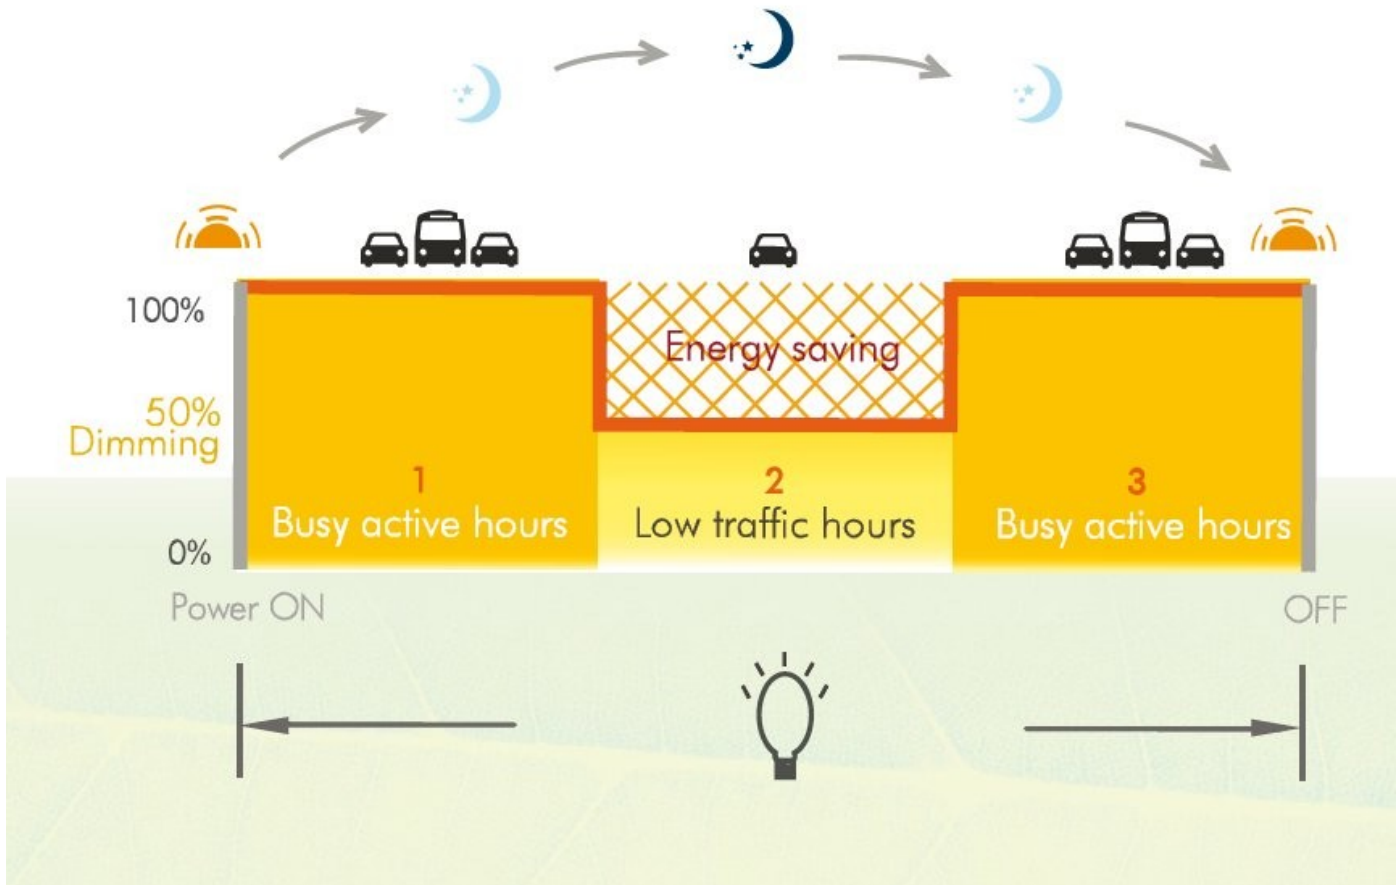 100%
Energy saving
50%
Dimming
1
Busy active hours
2
Low traffic hours
3
Busy active hours
0%
Power ON
OFF